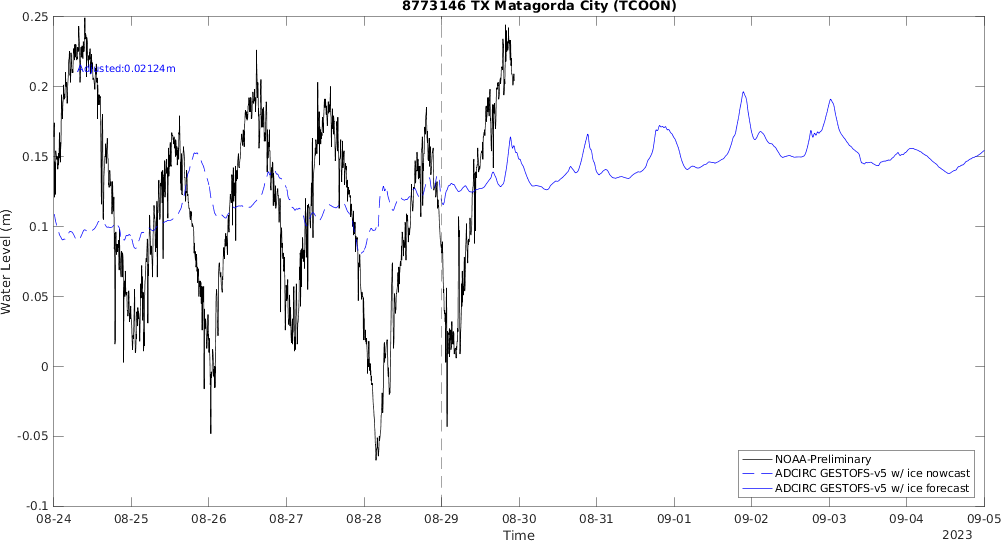 8773146 TX Matagorda City (TCOON)
Water Level (m)
0.25
0.2
0.15
0.1
0.05
0
-0.05
-0.1
Adjusted:0.02124m
NOAA-Preliminary
ADCIRC GESTOFS-v5 w/ ice nowcast
ADCIRC GESTOFS-v5 w/ ice forecast
08-24 08-25 08-26 08-27 08-28 08-29 08-30 08-31 09-01 09-02 09-03 09-04 09-05
Time
2023